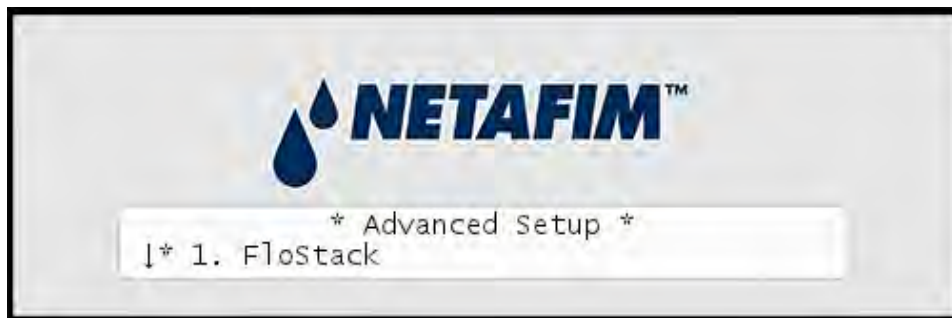 NETAFIM™
* Advanced Setup *
↓* 1. FloStack